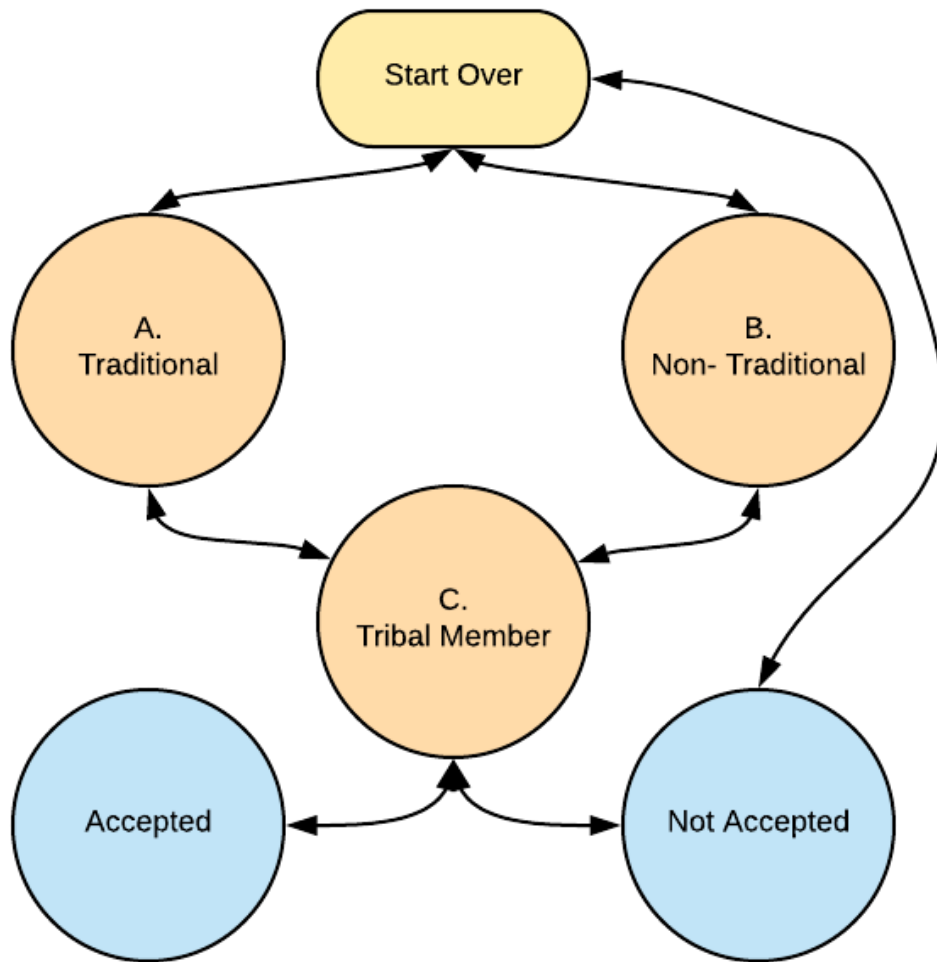 Start Over
A.
Traditional
B.
Non- Traditional
C.
Tribal Member
Accepted
Not Accepted